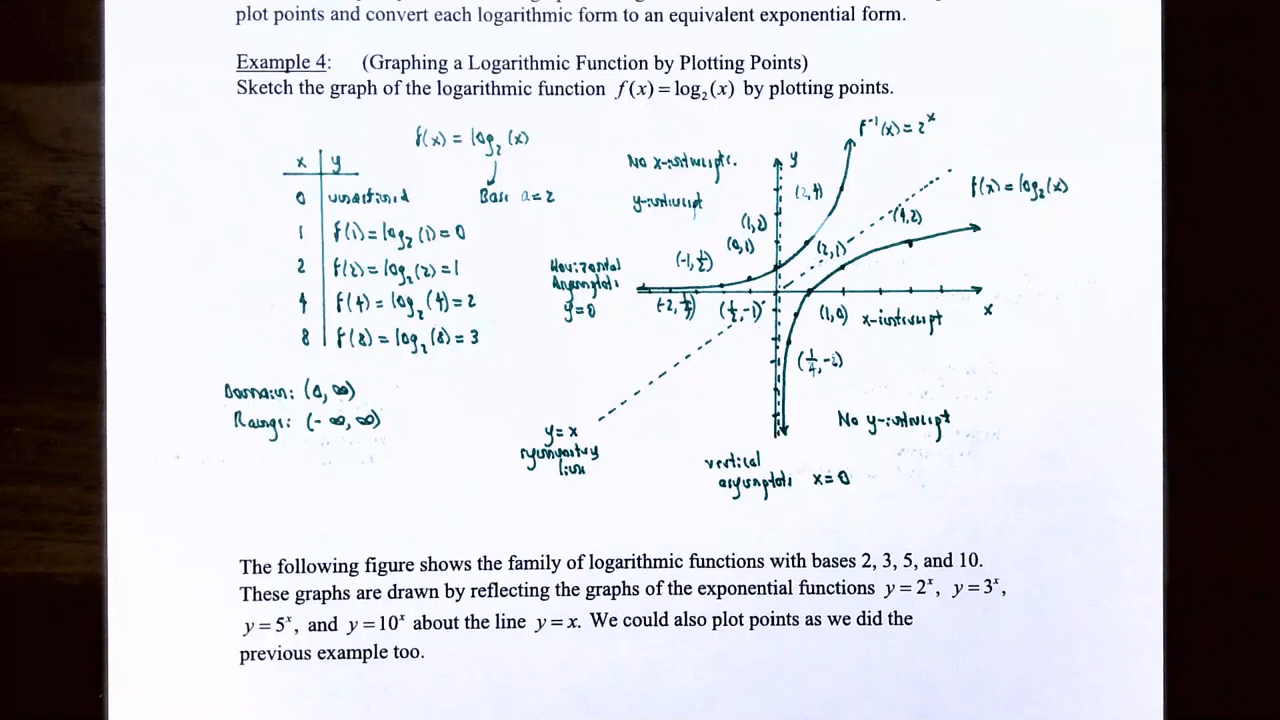 plot points and convert each logarithmic form to an equivalent exponential form.
Example 4: (Graphing a Logarithmic Function by Plotting Points)
Sketch the graph of the logarithmic function f(x) = log₂(x) by plotting points.
f(x) = log₂(x)
Base a = 2
x | y
0 | undefined
1 | f(1) = log₂(1) = 0
2 | f(2) = log₂(2) = 1
4 | f(4) = log₂(4) = 2
8 | f(8) = log₂(8) = 3
Domain: (0, ∞)
Range: (-∞, ∞)
No x-intercept.
y-intercept
Horizontal
Asymptote
y = 0
y
f⁻¹(x) = 2ˣ
(2, 4)
(1, 2)
(0, 1)
(-1, 1/2)
(-2, 1/4)
f(x) = log₂(x)
(4, 2)
(2, 1)
(1, 0) x-intercept
x
(1/2, -1)
(1/4, -2)
No y-intercept
y = x
symmetry
line
vertical
asymptote x = 0
The following figure shows the family of logarithmic functions with bases 2, 3, 5, and 10.
These graphs are drawn by reflecting the graphs of the exponential functions y = 2ˣ, y = 3ˣ,
y = 5ˣ, and y = 10ˣ about the line y = x. We could also plot points as we did the
previous example too.